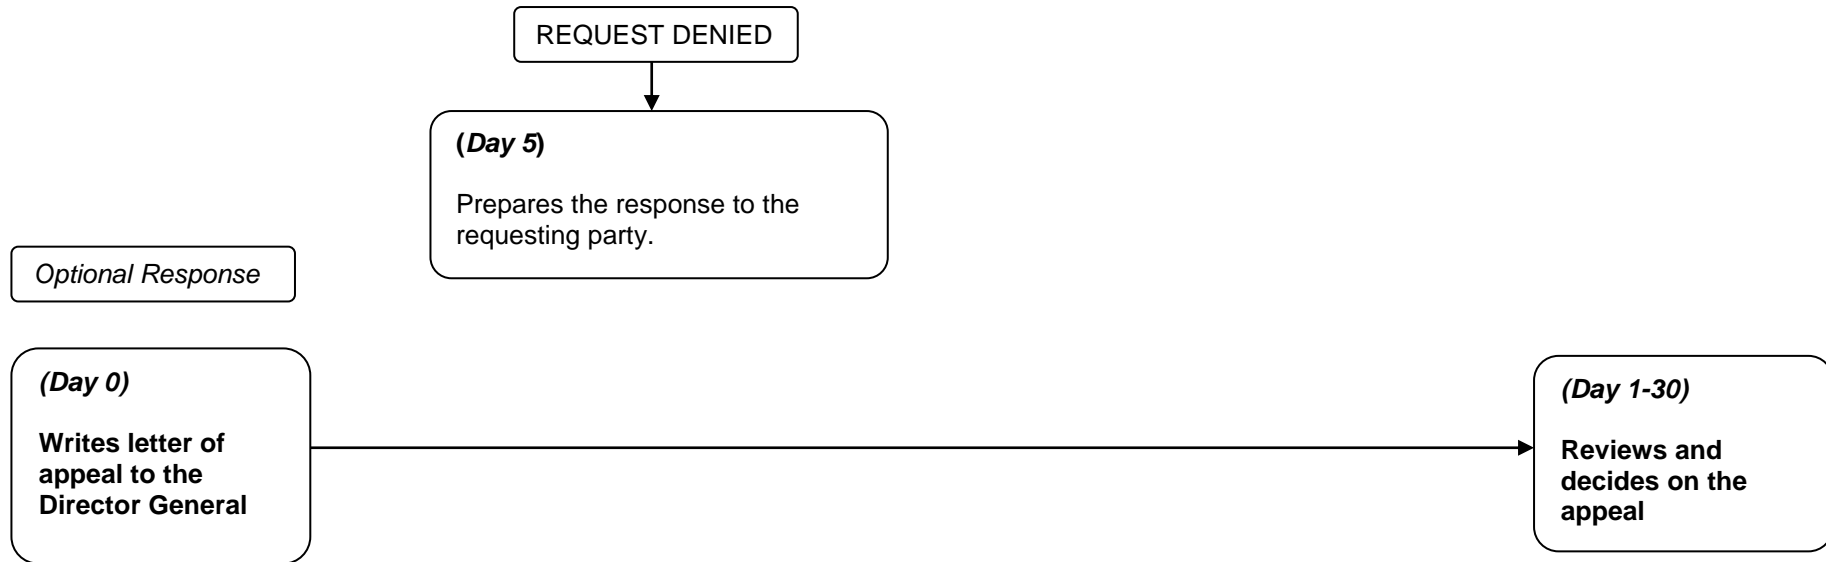 REQUEST DENIED
(Day 5)
Prepares the response to the
requesting party.
Optional Response
(Day 0)
Writes letter of
appeal to the
Director General
(Day 1-30)
Reviews and
decides on the
appeal